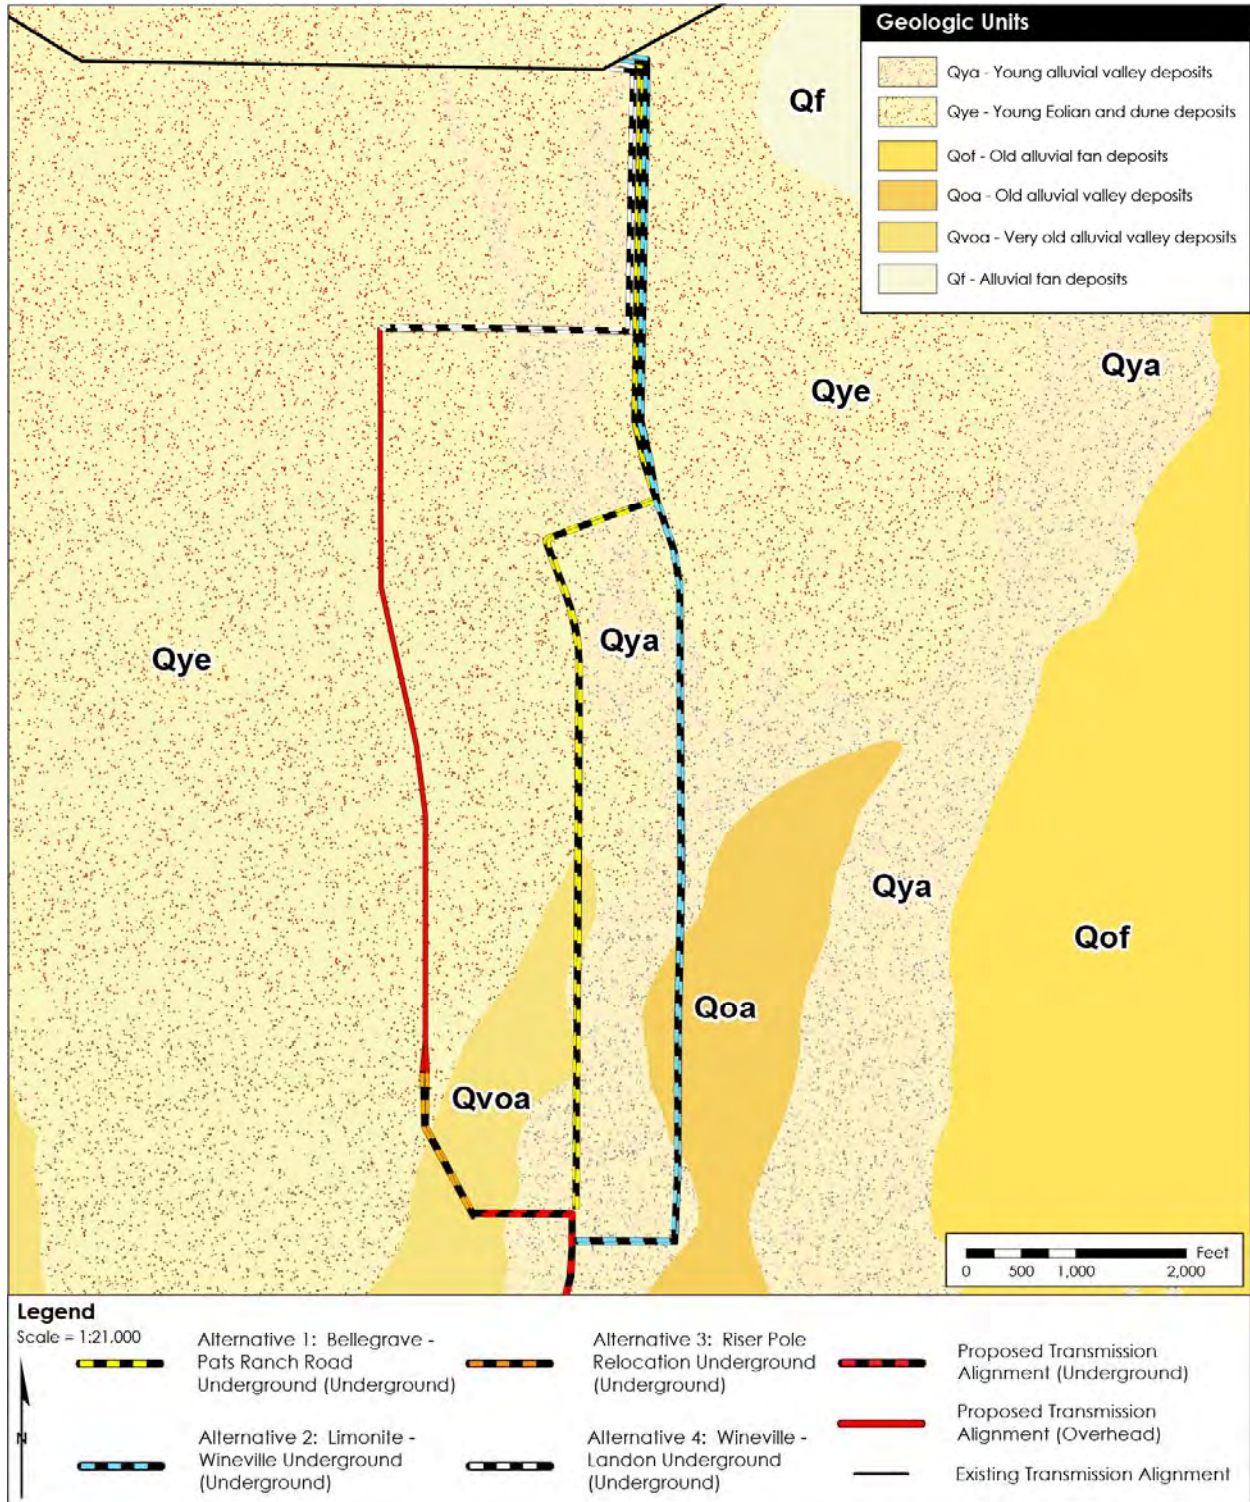 Geologic Units
Qya - Young alluvial valley deposits
Qye - Young Eolian and dune deposits
Qof - Old alluvial fan deposits
Qoa - Old alluvial valley deposits
Qvoa - Very old alluvial valley deposits
Qf - Alluvial fan deposits
Qf
Qya
Qye
Qye
Qya
Qya
Qof
Qoa
Qvoa
Feet
0 500 1,000 2,000
Legend
Scale = 1:21,000
N
Alternative 1: Bellegrave -
Pats Ranch Road
Underground (Underground)
Alternative 2: Limonite -
Wineville Underground
(Underground)
Alternative 3: Riser Pole
Relocation Underground
(Underground)
Alternative 4: Wineville -
Landon Underground
(Underground)
Proposed Transmission
Alignment (Underground)
Proposed Transmission
Alignment (Overhead)
Existing Transmission Alignment